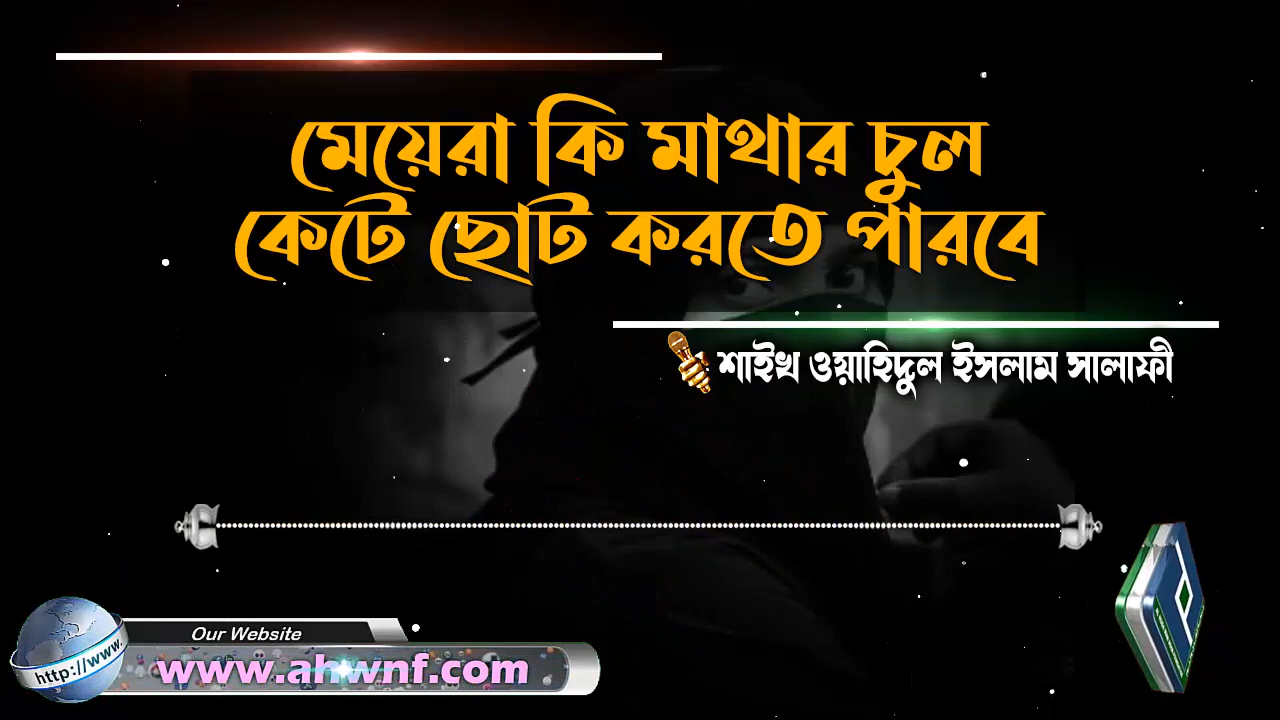 মেয়েরা কি মাথার চুল
কেটে ছোট করতে পারবে
শাইখ ওয়াহিদুল ইসলাম সালাফী
Our Website
http://www.
www.ahwnf.com